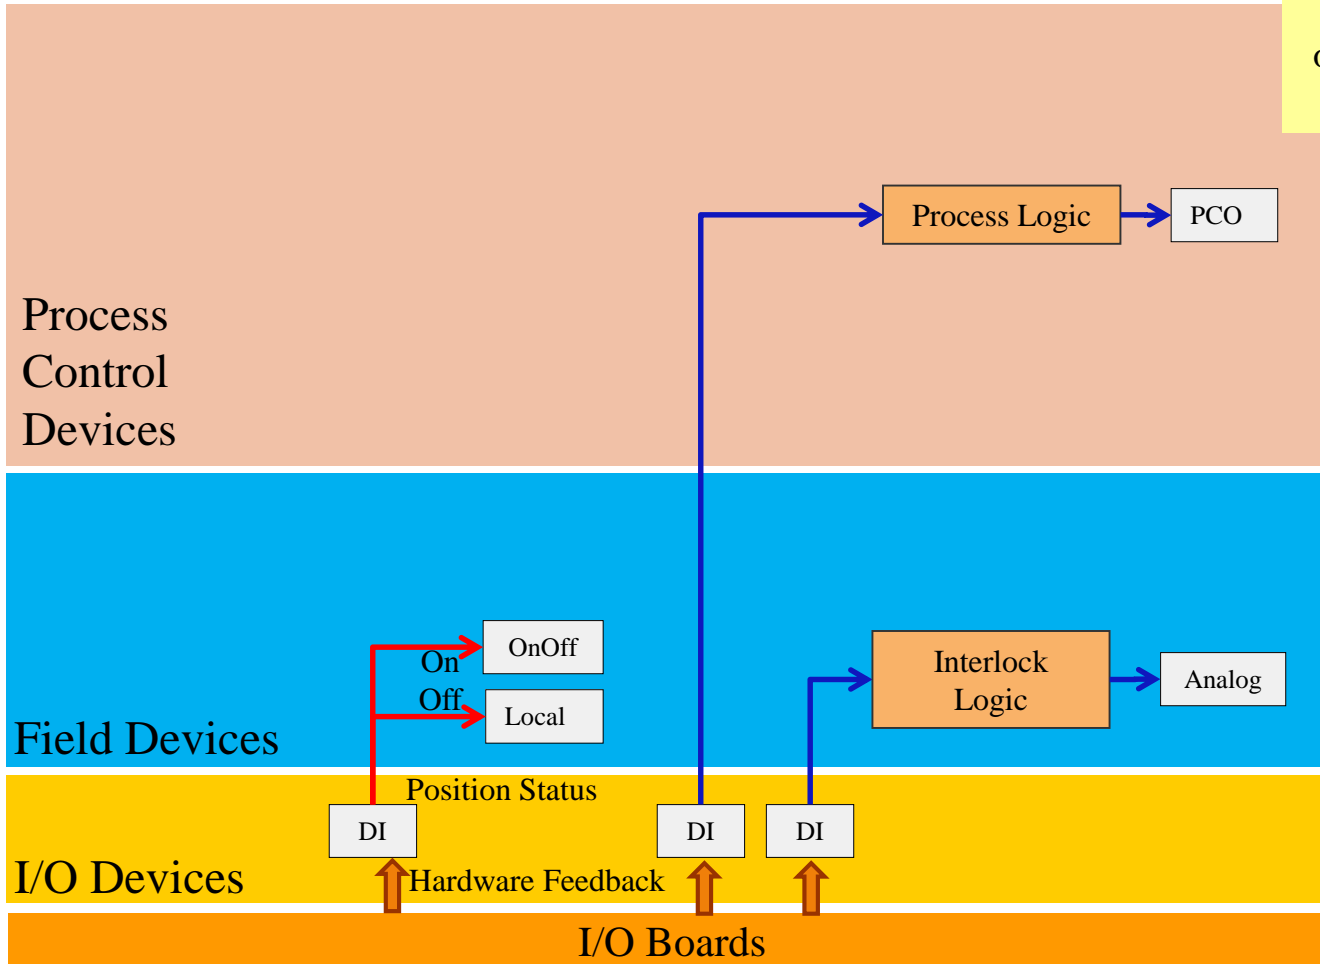 Process Logic
PCO
Process
Control
Devices
OnOff
On
Off
Local
Interlock
Logic
Analog
Field Devices
Position Status
DI
DI
DI
I/O Devices
Hardware Feedback
I/O Boards